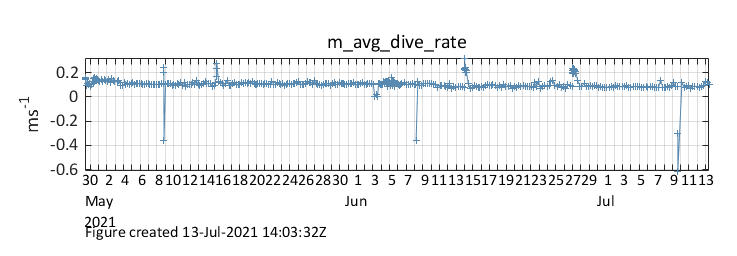 m_avg_dive_rate
0.2
0
-0.2
-0.4
-0.6
ms-1
30 2 4 6 8 10 12 14 16 18 20 22 24 26 28 30 1 3 5 7 9 11 13 15 17 19 21 23 25 27 29 1 3 5 7 9 11 13
May Jun Jul
2021
Figure created 13-Jul-2021 14:03:32Z